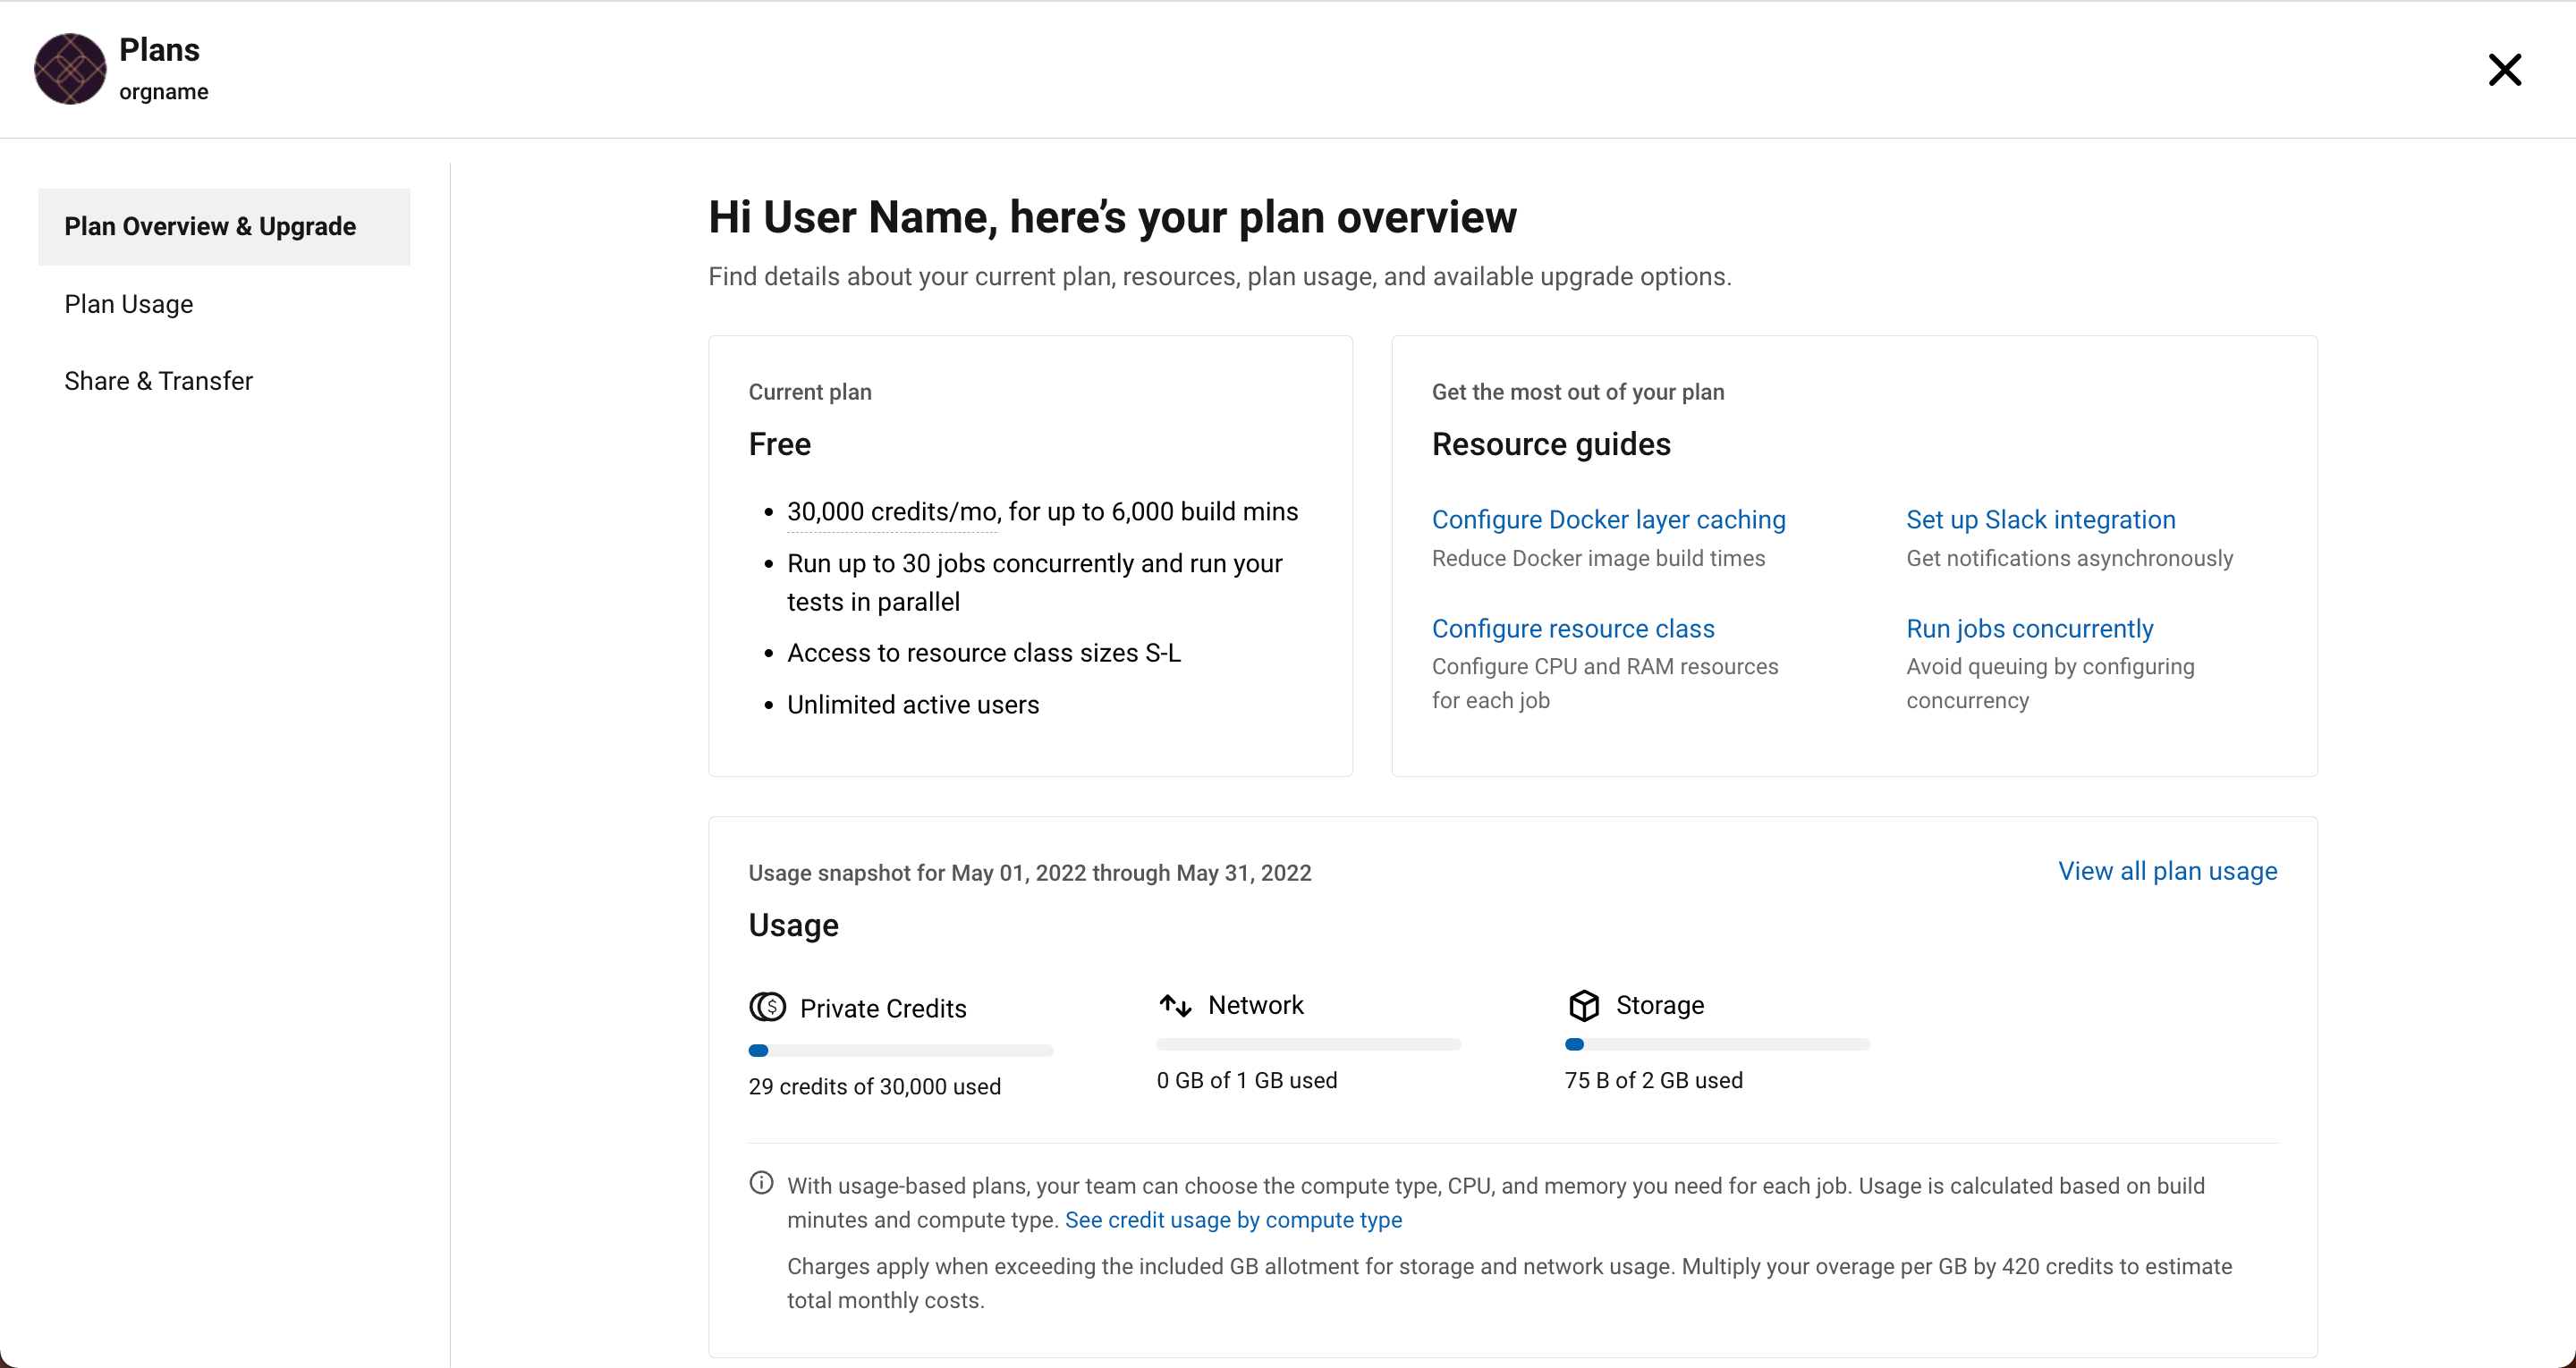 Plans
orgname
Plan Overview & Upgrade
Plan Usage
Share & Transfer
Hi User Name, here’s your plan overview
Find details about your current plan, resources, plan usage, and available upgrade options.
Current plan
Free
• 30,000 credits/mo, for up to 6,000 build mins
• Run up to 30 jobs concurrently and run your
tests in parallel
• Access to resource class sizes S-L
• Unlimited active users
Get the most out of your plan
Resource guides
Configure Docker layer caching
Reduce Docker image build times
Set up Slack integration
Get notifications asynchronously
Configure resource class
Configure CPU and RAM resources
for each job
Run jobs concurrently
Avoid queuing by configuring
concurrency
Usage snapshot for May 01, 2022 through May 31, 2022
View all plan usage
Usage
Private Credits
29 credits of 30,000 used
Network
0 GB of 1 GB used
Storage
75 B of 2 GB used
With usage-based plans, your team can choose the compute type, CPU, and memory you need for each job. Usage is calculated based on build
minutes and compute type. See credit usage by compute type
Charges apply when exceeding the included GB allotment for storage and network usage. Multiply your overage per GB by 420 credits to estimate
total monthly costs.